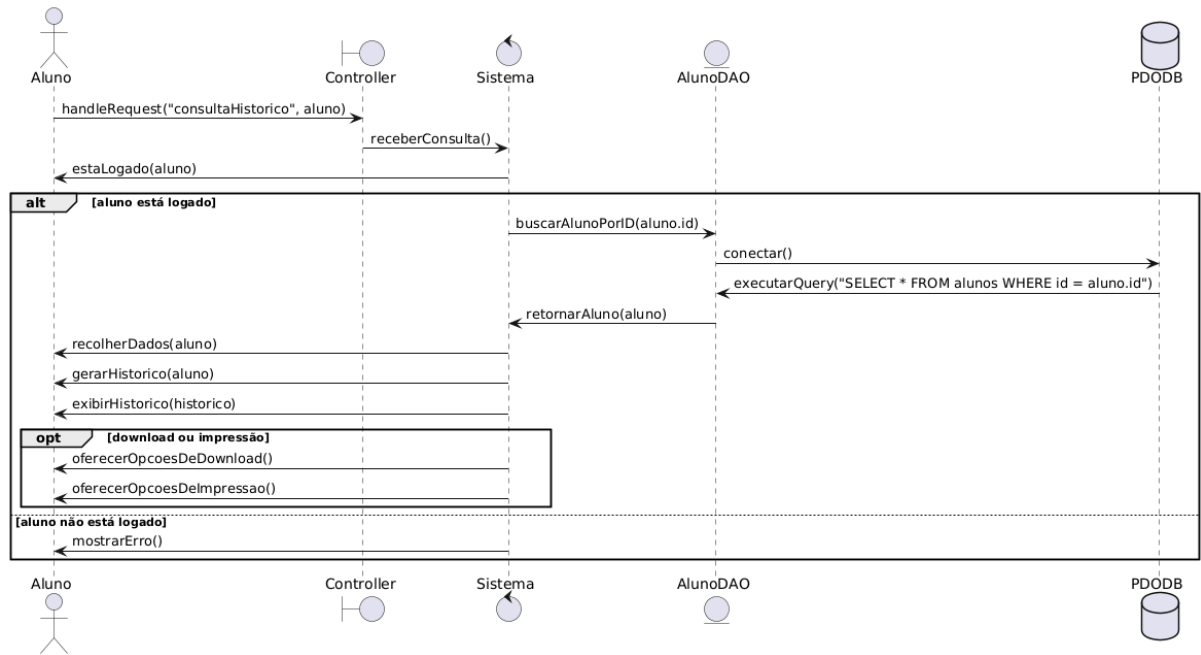 Aluno
Controller
Sistema
AlunoDAO
PDODB
handleRequest("consultaHistorico", aluno)
receberConsulta()
estaLogado(aluno)
alt [aluno está logado]
buscarAlunoPorID(aluno.id)
conectar()
executarQuery("SELECT * FROM alunos WHERE id = aluno.id")
retornarAluno(aluno)
recolherDados(aluno)
gerarHistorico(aluno)
exibirHistorico(historico)
opt [download ou impressão]
oferecerOpcoesDeDownload()
oferecerOpcoesDeImpressao()
[aluno não está logado]
mostrarErro()
Aluno
Controller
Sistema
AlunoDAO
PDODB